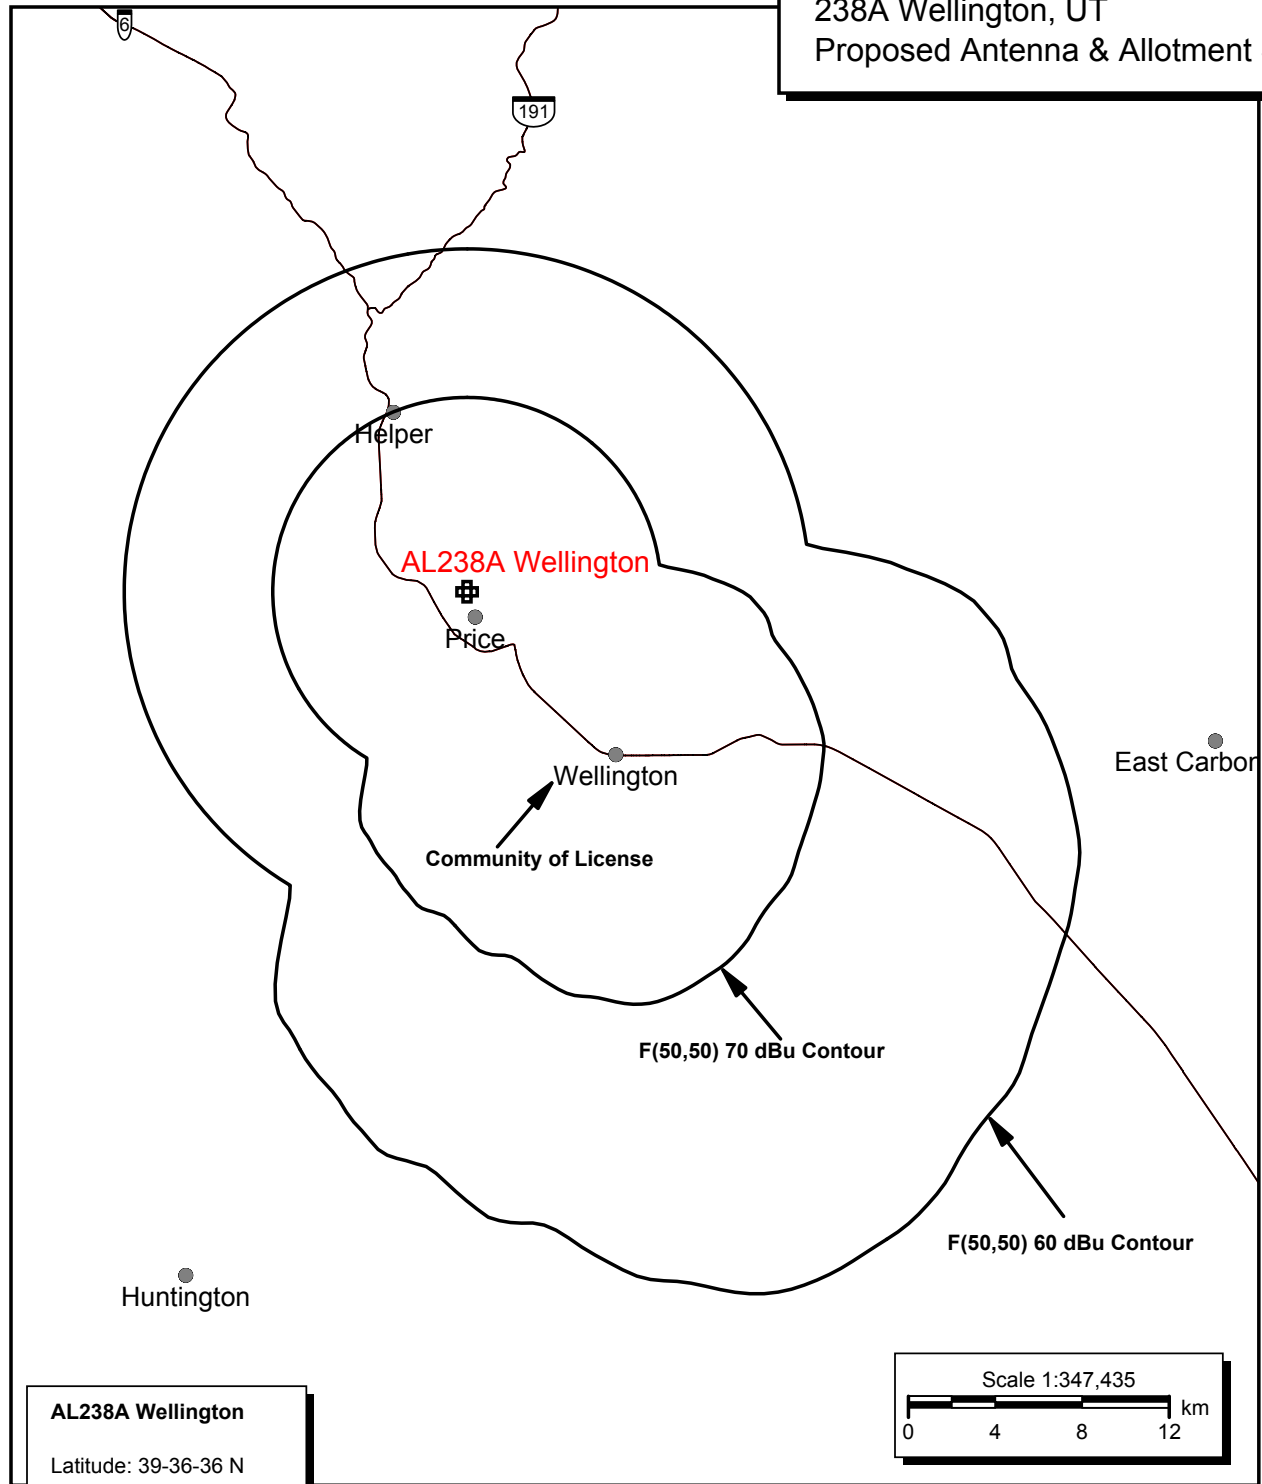 238A Wellington, UT
Proposed Antenna & Allotment
6
191
Helper
AL238A Wellington
Price
Wellington
East Carbon
Community of License
F(50,50) 70 dBu Contour
F(50,50) 60 dBu Contour
Huntington
Scale 1:347,435
km
0 4 8 12
AL238A Wellington
Latitude: 39-36-36 N